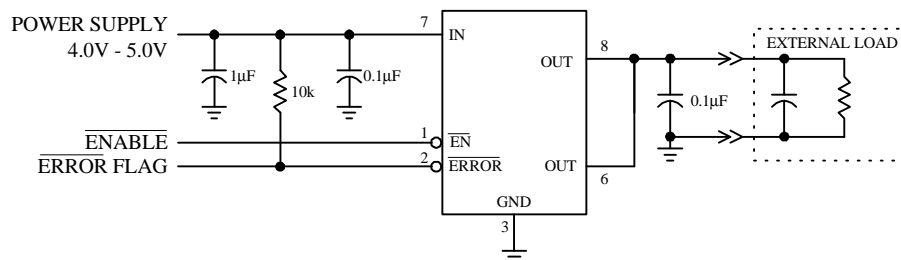 POWER SUPPLY
4.0V - 5.0V
7
IN
8
OUT
EXTERNAL LOAD
1µF
10k
0.1µF
0.1µF
ENABLE
1
EN
ERROR FLAG
2
ERROR
OUT
6
GND
3